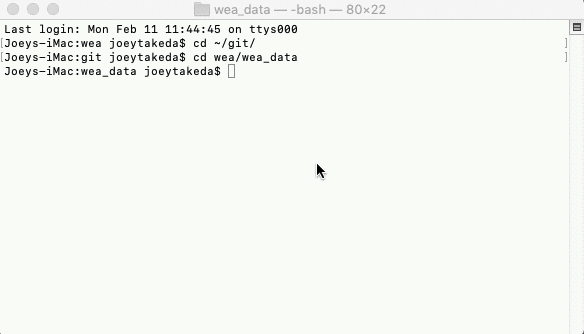 wea_data — -bash — 80×22
Last login: Mon Feb 11 11:44:45 on ttys000
[Joeys-iMac:wea joeytakeda$ cd ~/git/ ]
[Joeys-iMac:git joeytakeda$ cd wea/wea_data ]
Joeys-iMac:wea_data joeytakeda$